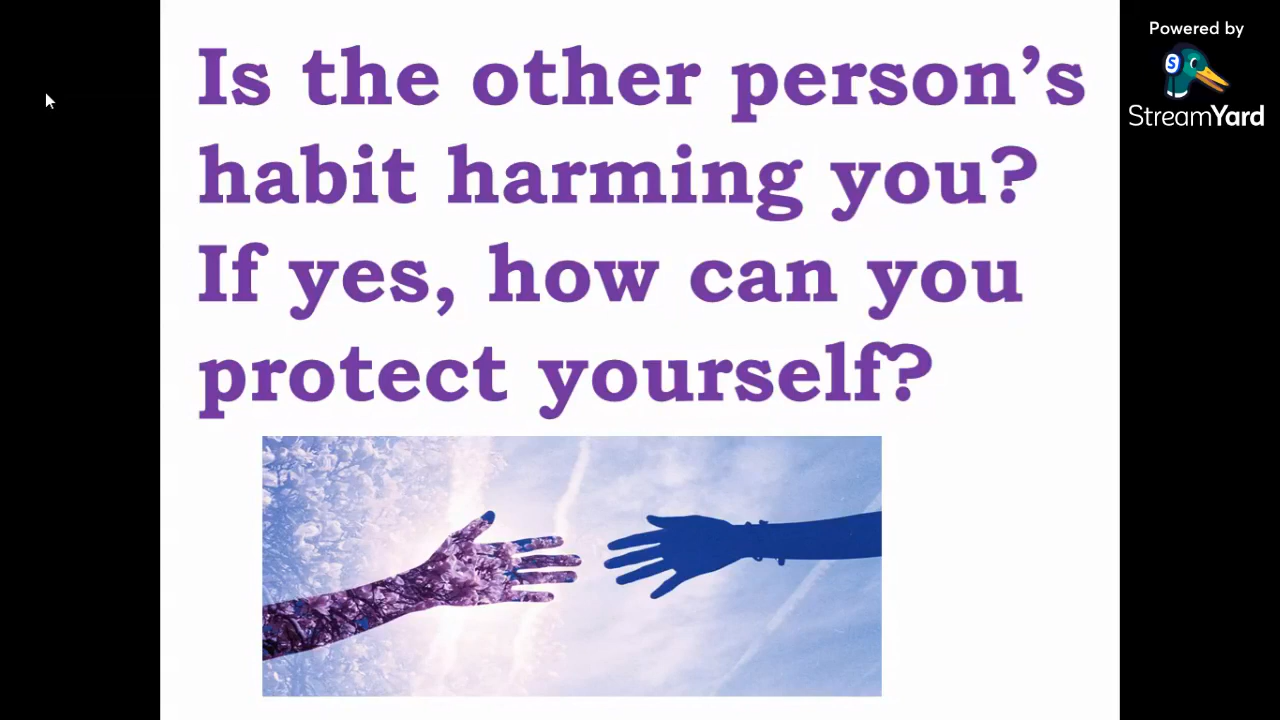 Is the other person’s
habit harming you?
If yes, how can you
protect yourself?
Powered by
S
StreamYard